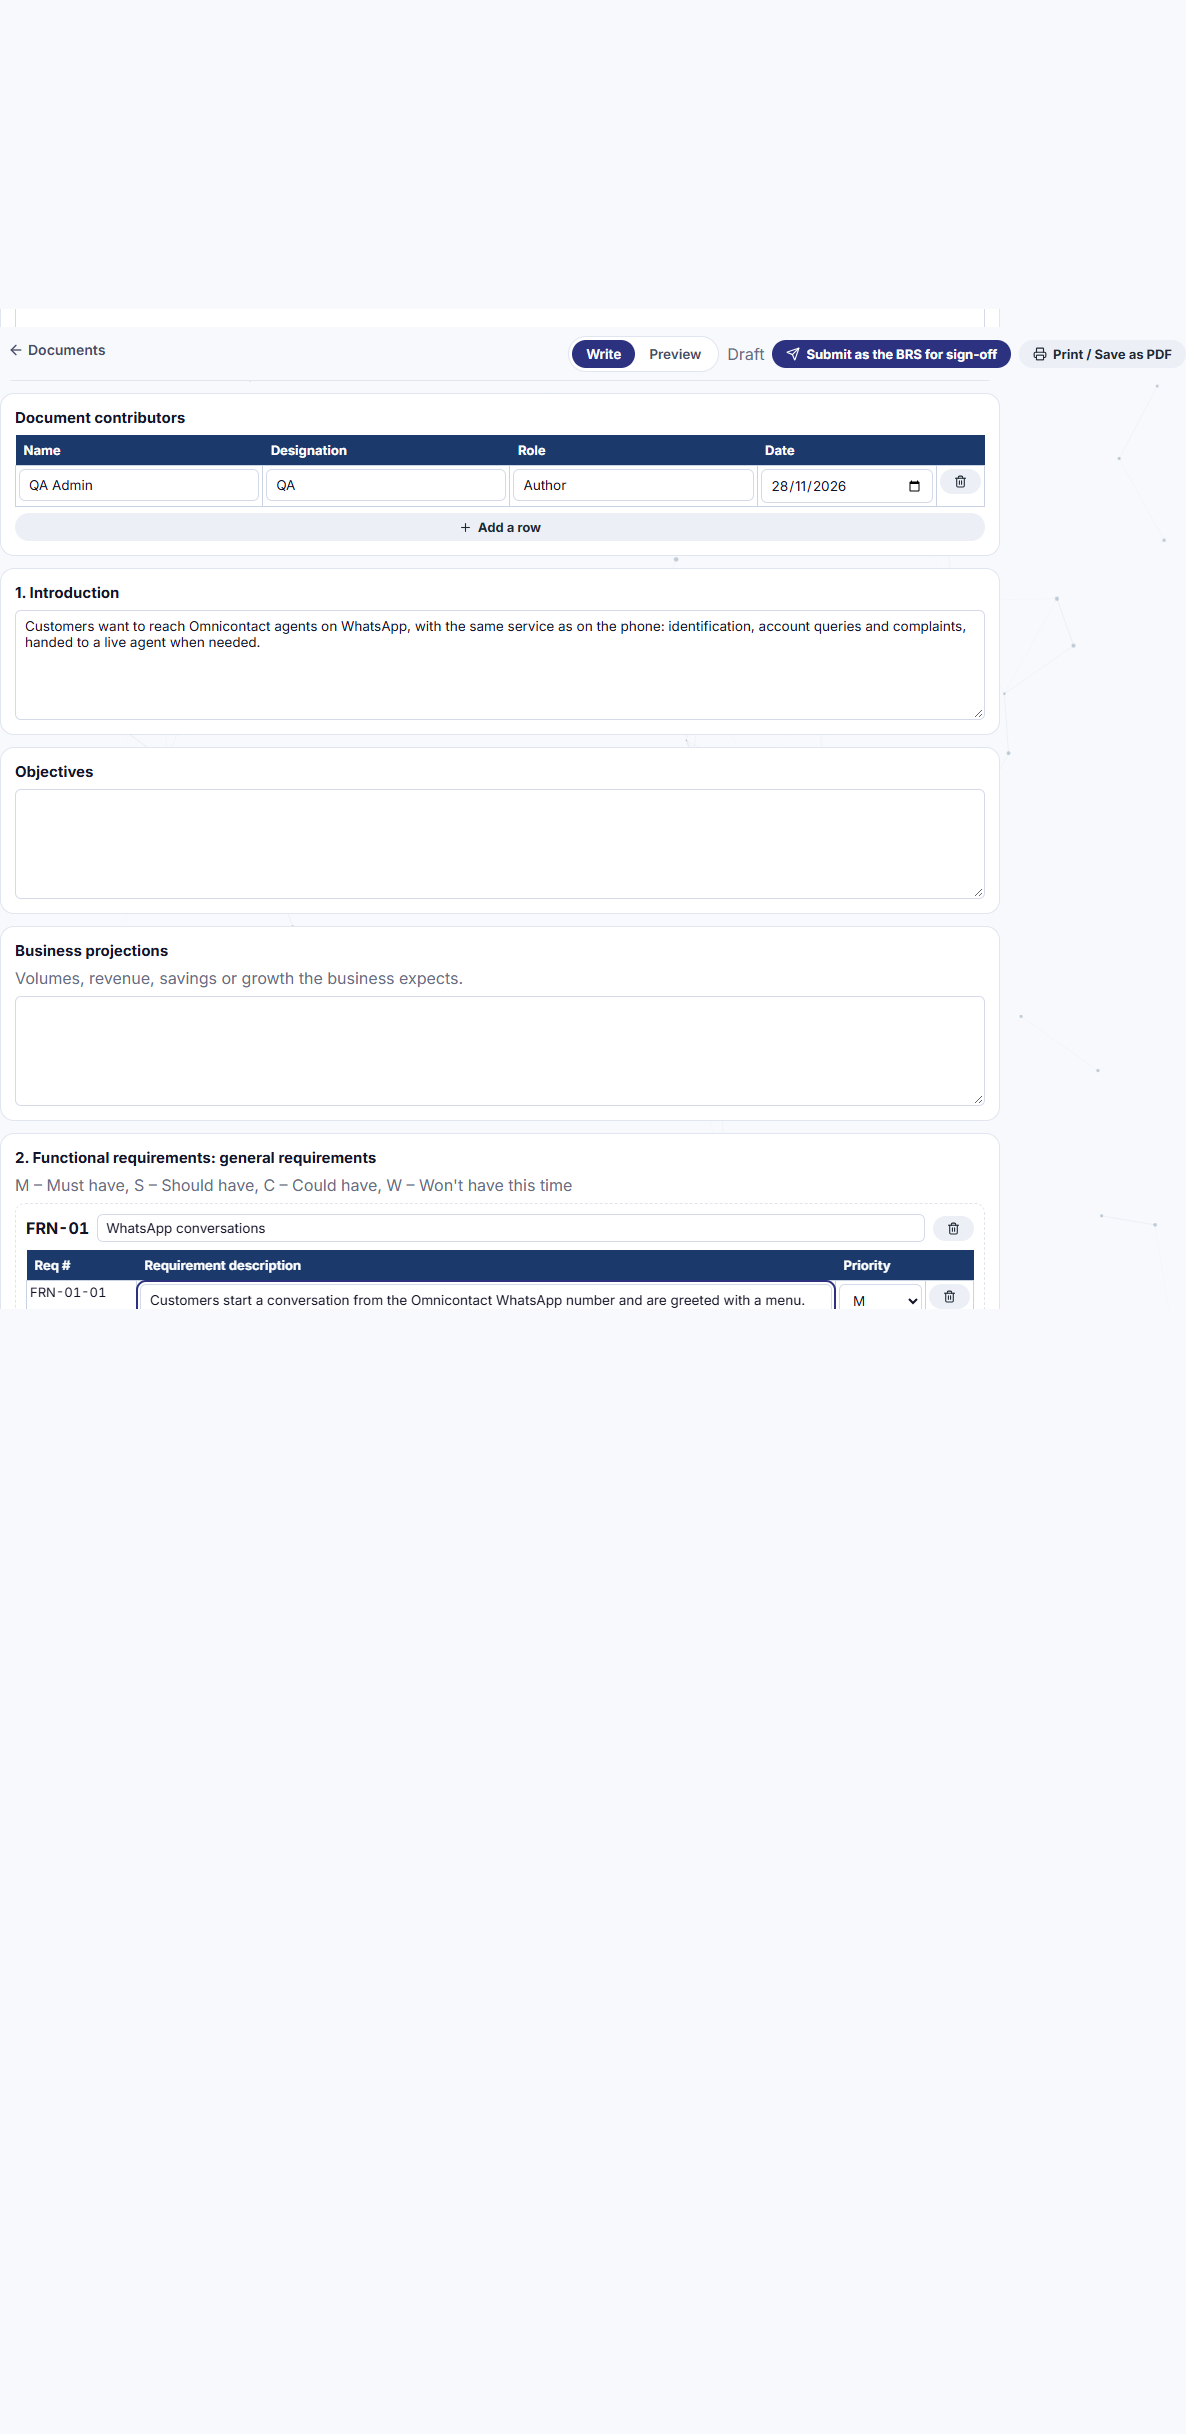 Documents
Write
Preview
Draft
Submit as the BRS for sign-off
Print / Save as PDF
Document contributors
Name Designation Role Date
QA Admin QA Author 28/11/2026
Add a row
1. Introduction
Customers want to reach Omnicontact agents on WhatsApp, with the same service as on the phone: identification, account queries and complaints,
handed to a live agent when needed.
Objectives
Business projections
Volumes, revenue, savings or growth the business expects.
2. Functional requirements: general requirements
M – Must have, S – Should have, C – Could have, W – Won't have this time
FRN-01 WhatsApp conversations
Req # Requirement description Priority
FRN-01-01 Customers start a conversation from the Omnicontact WhatsApp number and are greeted with a menu. M